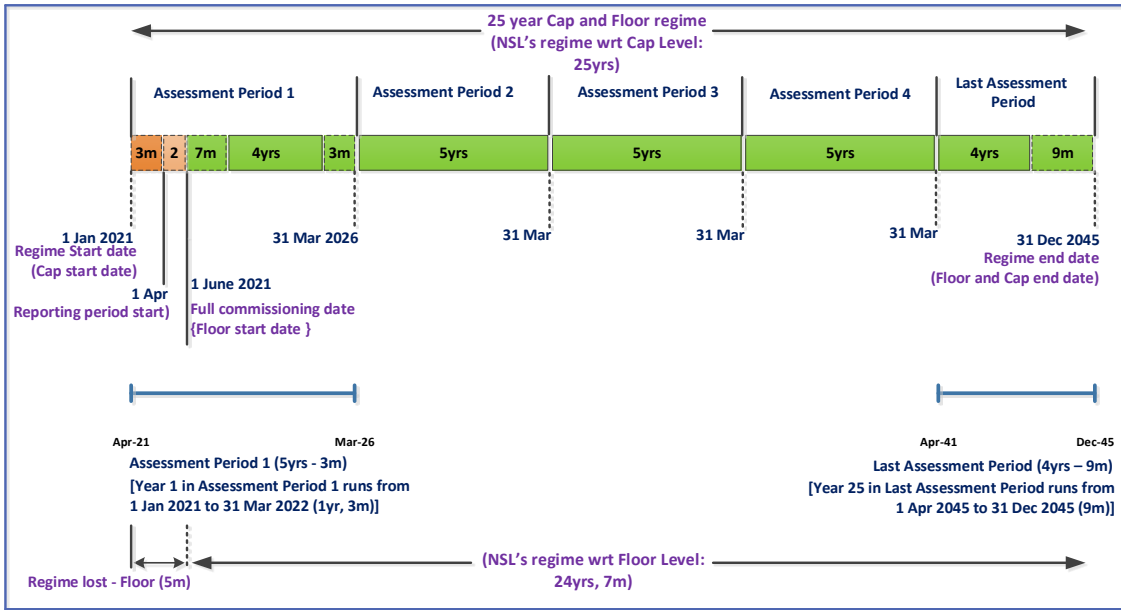 25 year Cap and Floor regime
(NSL's regime wrt Cap Level:
25yrs)
Assessment Period 1
Assessment Period 2
Assessment Period 3
Assessment Period 4
Last Assessment
Period
3m
2
7m
4yrs
3m
5yrs
5yrs
5yrs
4yrs
9m
1 Jan 2021
Regime Start date
(Cap start date)
31 Mar 2026
31 Mar
31 Mar
31 Mar
31 Dec 2045
Regime end date
(Floor and Cap end date)
1 Apr
Reporting period start)
1 June 2021
Full commissioning date
{Floor start date }
Apr-21
Mar-26
Apr-41
Dec-45
Assessment Period 1 (5yrs - 3m)
[Year 1 in Assessment Period 1 runs from
1 Jan 2021 to 31 Mar 2022 (1yr, 3m)]
Last Assessment Period (4yrs – 9m)
[Year 25 in Last Assessment Period runs from
1 Apr 2045 to 31 Dec 2045 (9m)]
Regime lost - Floor (5m)
(NSL's regime wrt Floor Level:
24yrs, 7m)